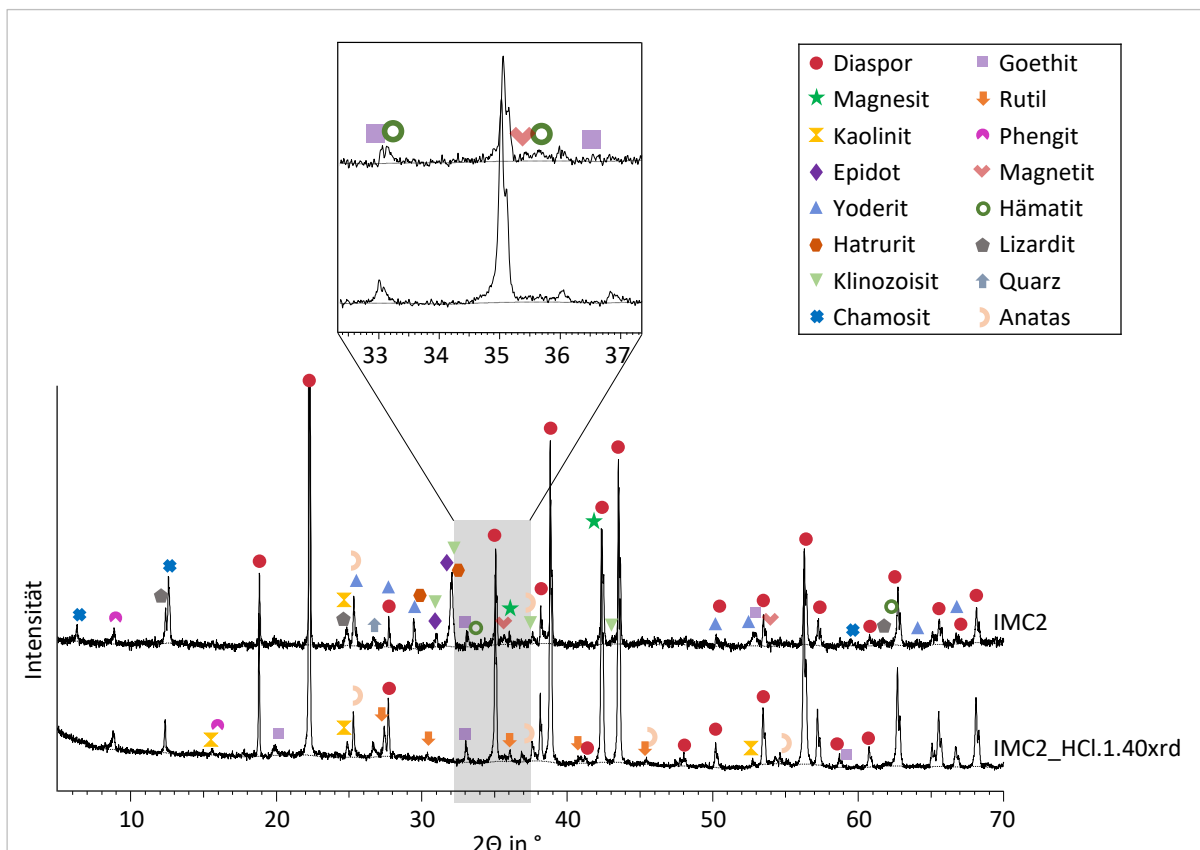 Diaspor
Goethit
Magnesit
Rutil
Kaolinit
Phengit
Epidot
Magnetit
Yoderit
Hämatit
Hatrurit
Lizardit
Klinozoisit
Quarz
Chamosit
Anatas
33 34 35 36 37
Intensität
IMC2
IMC2_HCl.1.40xrd
10 20 30 40 50 60 70
2Θ in °